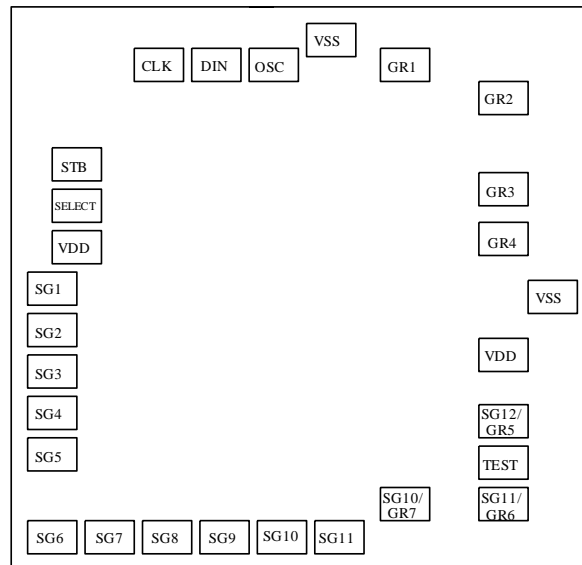 VSS
CLK DIN OSC GR1
GR2
STB
GR3
SELECT
GR4
VDD
SG1
VSS
SG2
VDD
SG3
SG4
SG12/
GR5
SG5
TEST
SG10/
GR7
SG11/
GR6
SG6 SG7 SG8 SG9 SG10 SG11